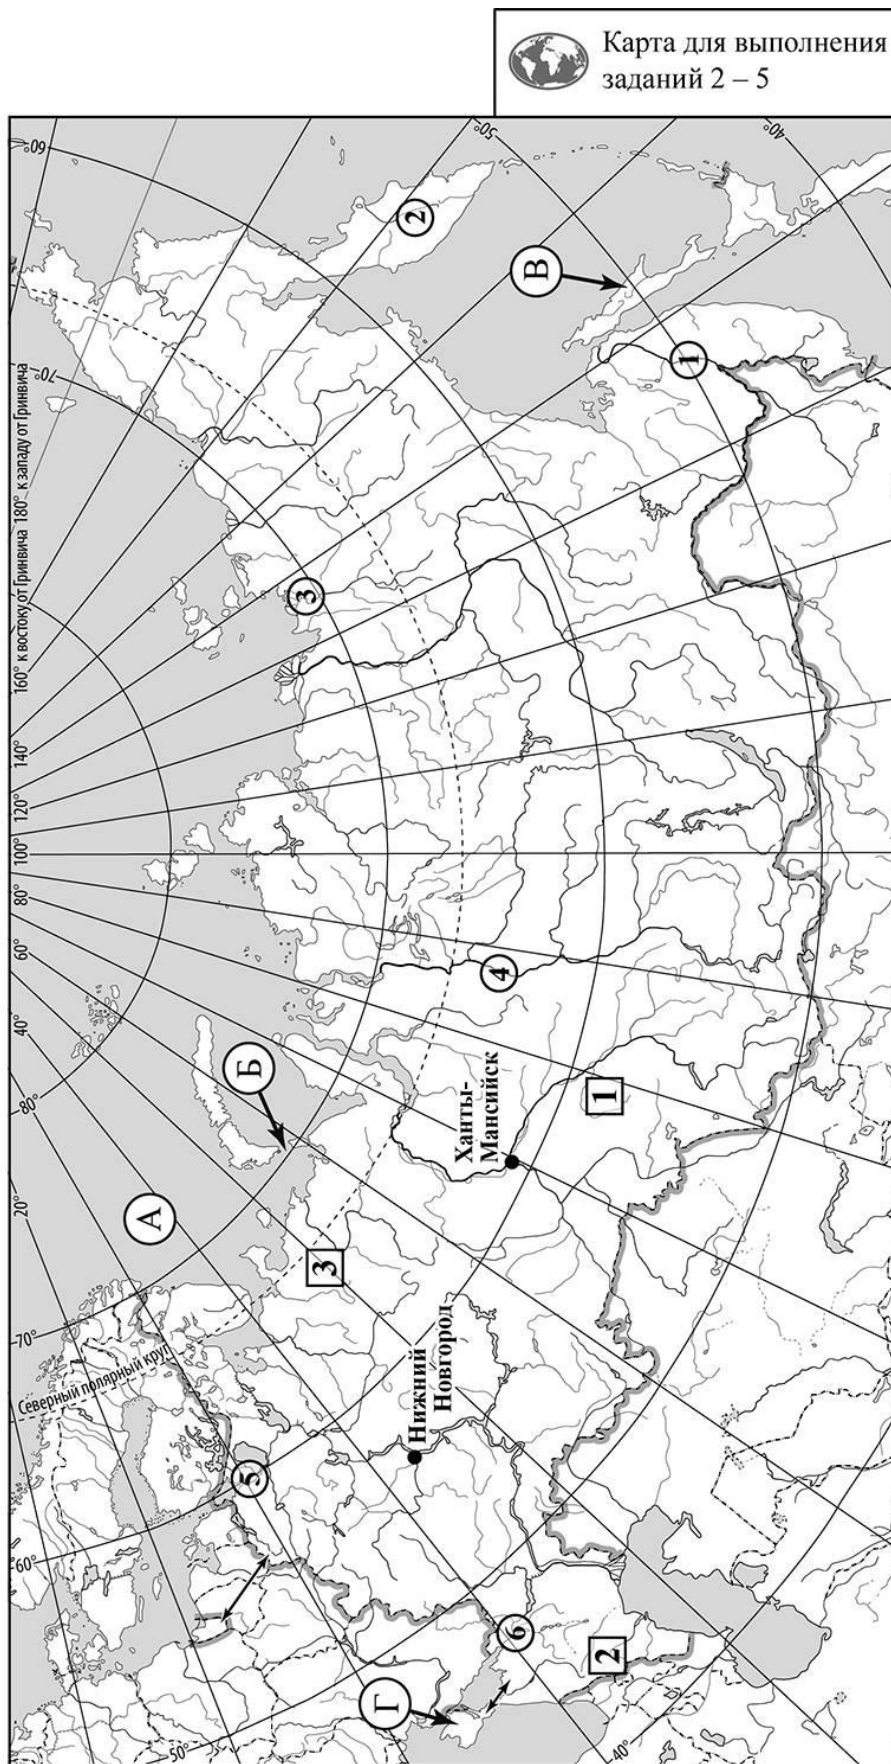 Карта для выполнения
заданий 2 – 5
60°
50°
40°
70°
160° к востоку от Гринвича 180° к западу от Гринвича
140°
120°
100°
80°
60°
40°
20°
80°
70°
60°
50°
40°
Северный полярный круг
А
Б
В
Г
1
2
3
4
5
6
1
2
3
Ханты-
Мансийск
Нижний
Новгород